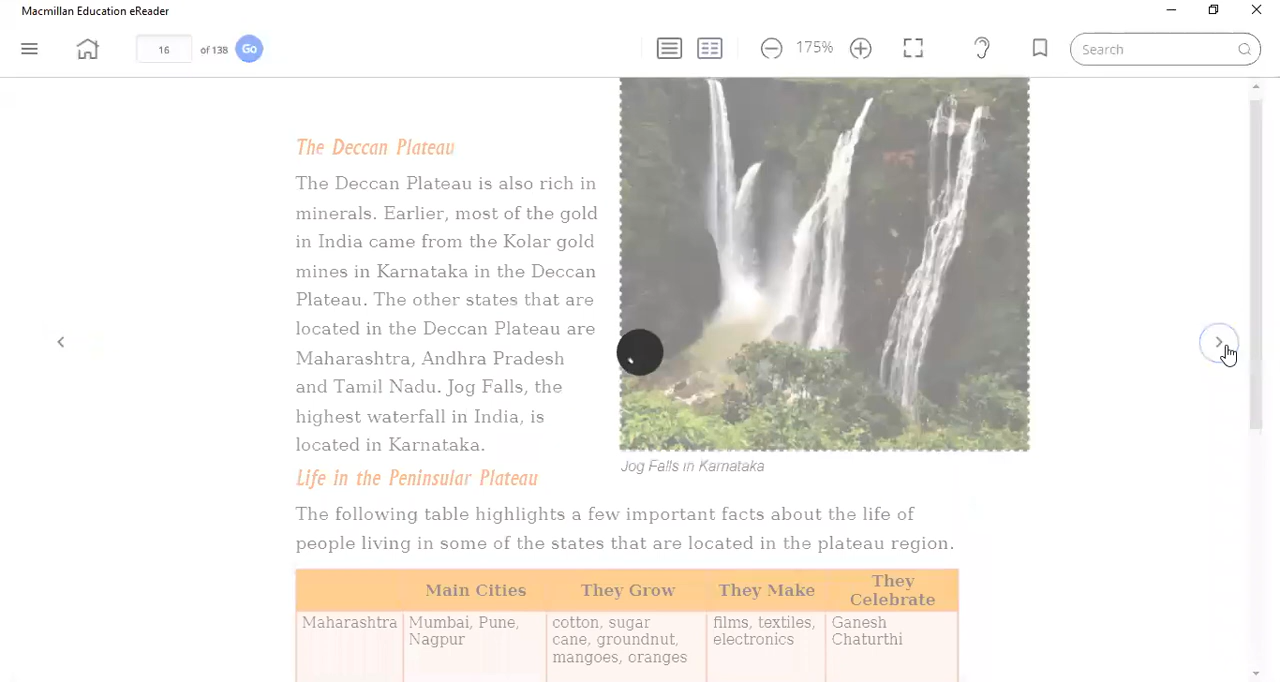 Macmillan Education eReader
16 of 138 Go
175%
Search
The Deccan Plateau
The Deccan Plateau is also rich in
minerals. Earlier, most of the gold
in India came from the Kolar gold
mines in Karnataka in the Deccan
Plateau. The other states that are
located in the Deccan Plateau are
Maharashtra, Andhra Pradesh
and Tamil Nadu. Jog Falls, the
highest waterfall in India, is
located in Karnataka.
Jog Falls in Karnataka
Life in the Peninsular Plateau
The following table highlights a few important facts about the life of
people living in some of the states that are located in the plateau region.
Main Cities They Grow They Make They
Celebrate
Maharashtra Mumbai, Pune, cotton, sugar films, textiles, Ganesh
Nagpur cane, groundnut, electronics Chaturthi
mangoes, oranges